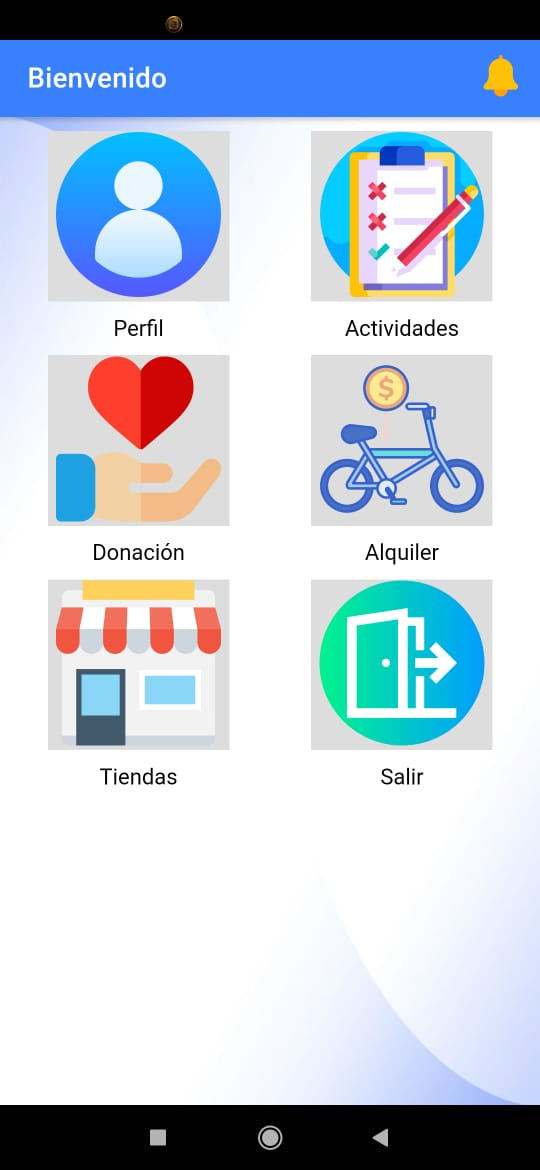 Bienvenido
Perfil
Actividades
$
Donación
Alquiler
Tiendas
Salir